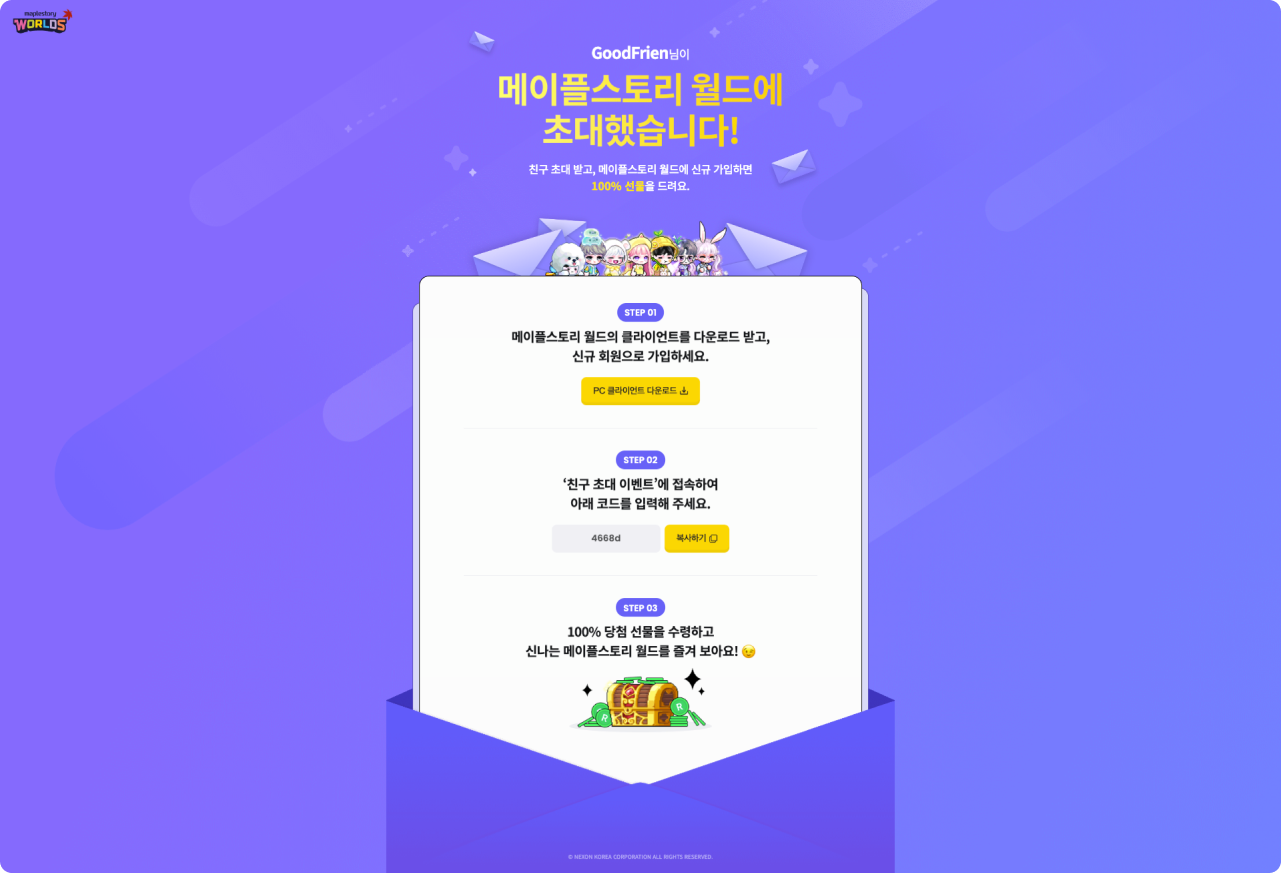 maplestory
WORLDS
GoodFrien님이
메이플스토리 월드에
초대했습니다!
친구 초대 받고, 메이플스토리 월드에 신규 가입하면
100% 선물을 드려요.
STEP 01
메이플스토리 월드의 클라이언트를 다운로드 받고,
신규 회원으로 가입하세요.
PC 클라이언트 다운로드
STEP 02
‘친구 초대 이벤트’에 접속하여
아래 코드를 입력해 주세요.
4668d 복사하기
STEP 03
100% 당첨 선물을 수령하고
신나는 메이플스토리 월드를 즐겨 보아요! 😉
R R
© NEXON KOREA CORPORATION ALL RIGHTS RESERVED.